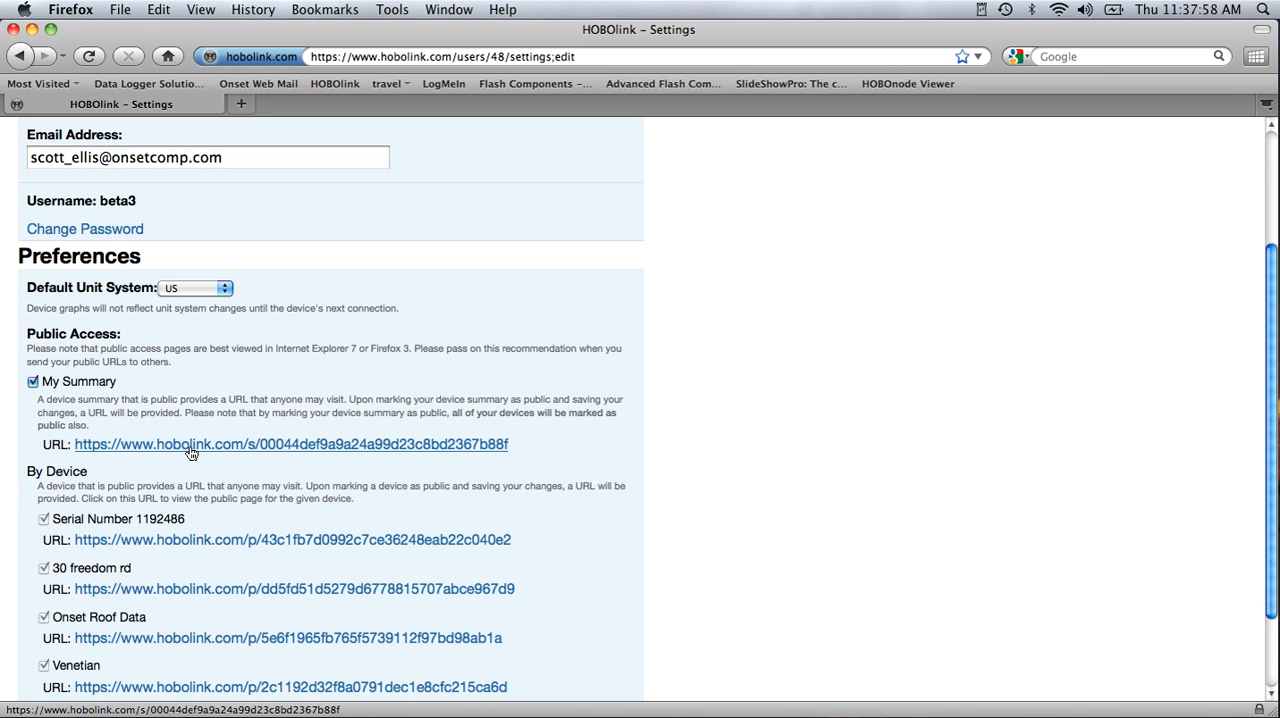 Firefox File Edit View History Bookmarks Tools Window Help Thu 11:37:58 AM
HOBOlink – Settings
hobolink.com https://www.hobolink.com/users/48/settings;edit Google
Most Visited Data Logger Solutio... Onset Web Mail HOBOlink travel LogMeIn Flash Components –... Advanced Flash Com... SlideShowPro: The c... HOBOnode Viewer
HOBOlink – Settings
Email Address:
scott_ellis@onsetcomp.com
Username: beta3
Change Password
Preferences
Default Unit System: US
Device graphs will not reflect unit system changes until the device's next connection.
Public Access:
Please note that public access pages are best viewed in Internet Explorer 7 or Firefox 3. Please pass on this recommendation when you
send your public URLs to others.
My Summary
A device summary that is public provides a URL that anyone may visit. Upon marking your device summary as public and saving your
changes, a URL will be provided. Please note that by marking your device summary as public, all of your devices will be marked as
public also.
URL: https://www.hobolink.com/s/00044def9a9a24a99d23c8bd2367b88f
By Device
A device that is public provides a URL that anyone may visit. Upon marking a device as public and saving your changes, a URL will be
provided. Click on this URL to view the public page for the given device.
Serial Number 1192486
URL: https://www.hobolink.com/p/43c1fb7d0992c7ce36248eab22c040e2
30 freedom rd
URL: https://www.hobolink.com/p/dd5fd51d5279d6778815707abce967d9
Onset Roof Data
URL: https://www.hobolink.com/p/5e6f1965fb765f5739112f97bd98ab1a
Venetian
URL: https://www.hobolink.com/p/2c1192d32f8a0791dec1e8cfc215ca6d
https://www.hobolink.com/s/00044def9a9a24a99d23c8bd2367b88f